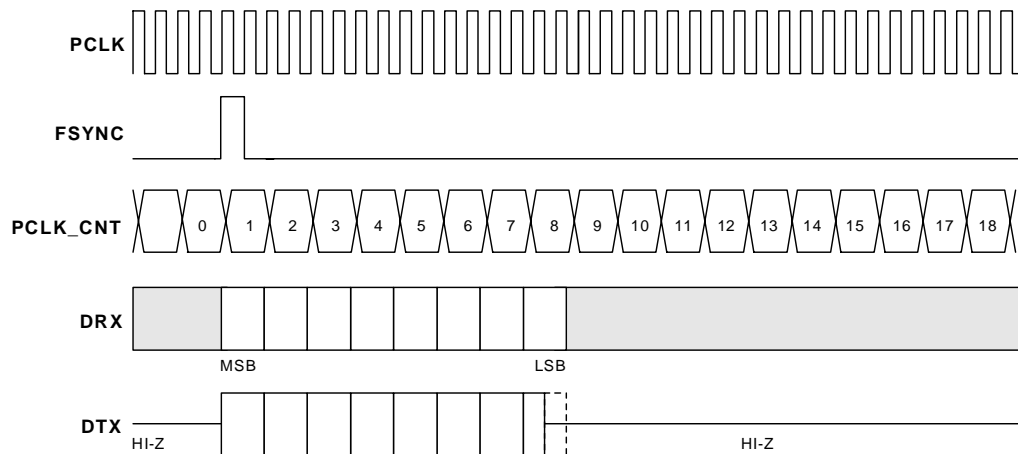 PCLK
FSYNC
PCLK_CNT 0 1 2 3 4 5 6 7 8 9 10 11 12 13 14 15 16 17 18
DRX
MSB LSB
DTX
HI-Z HI-Z